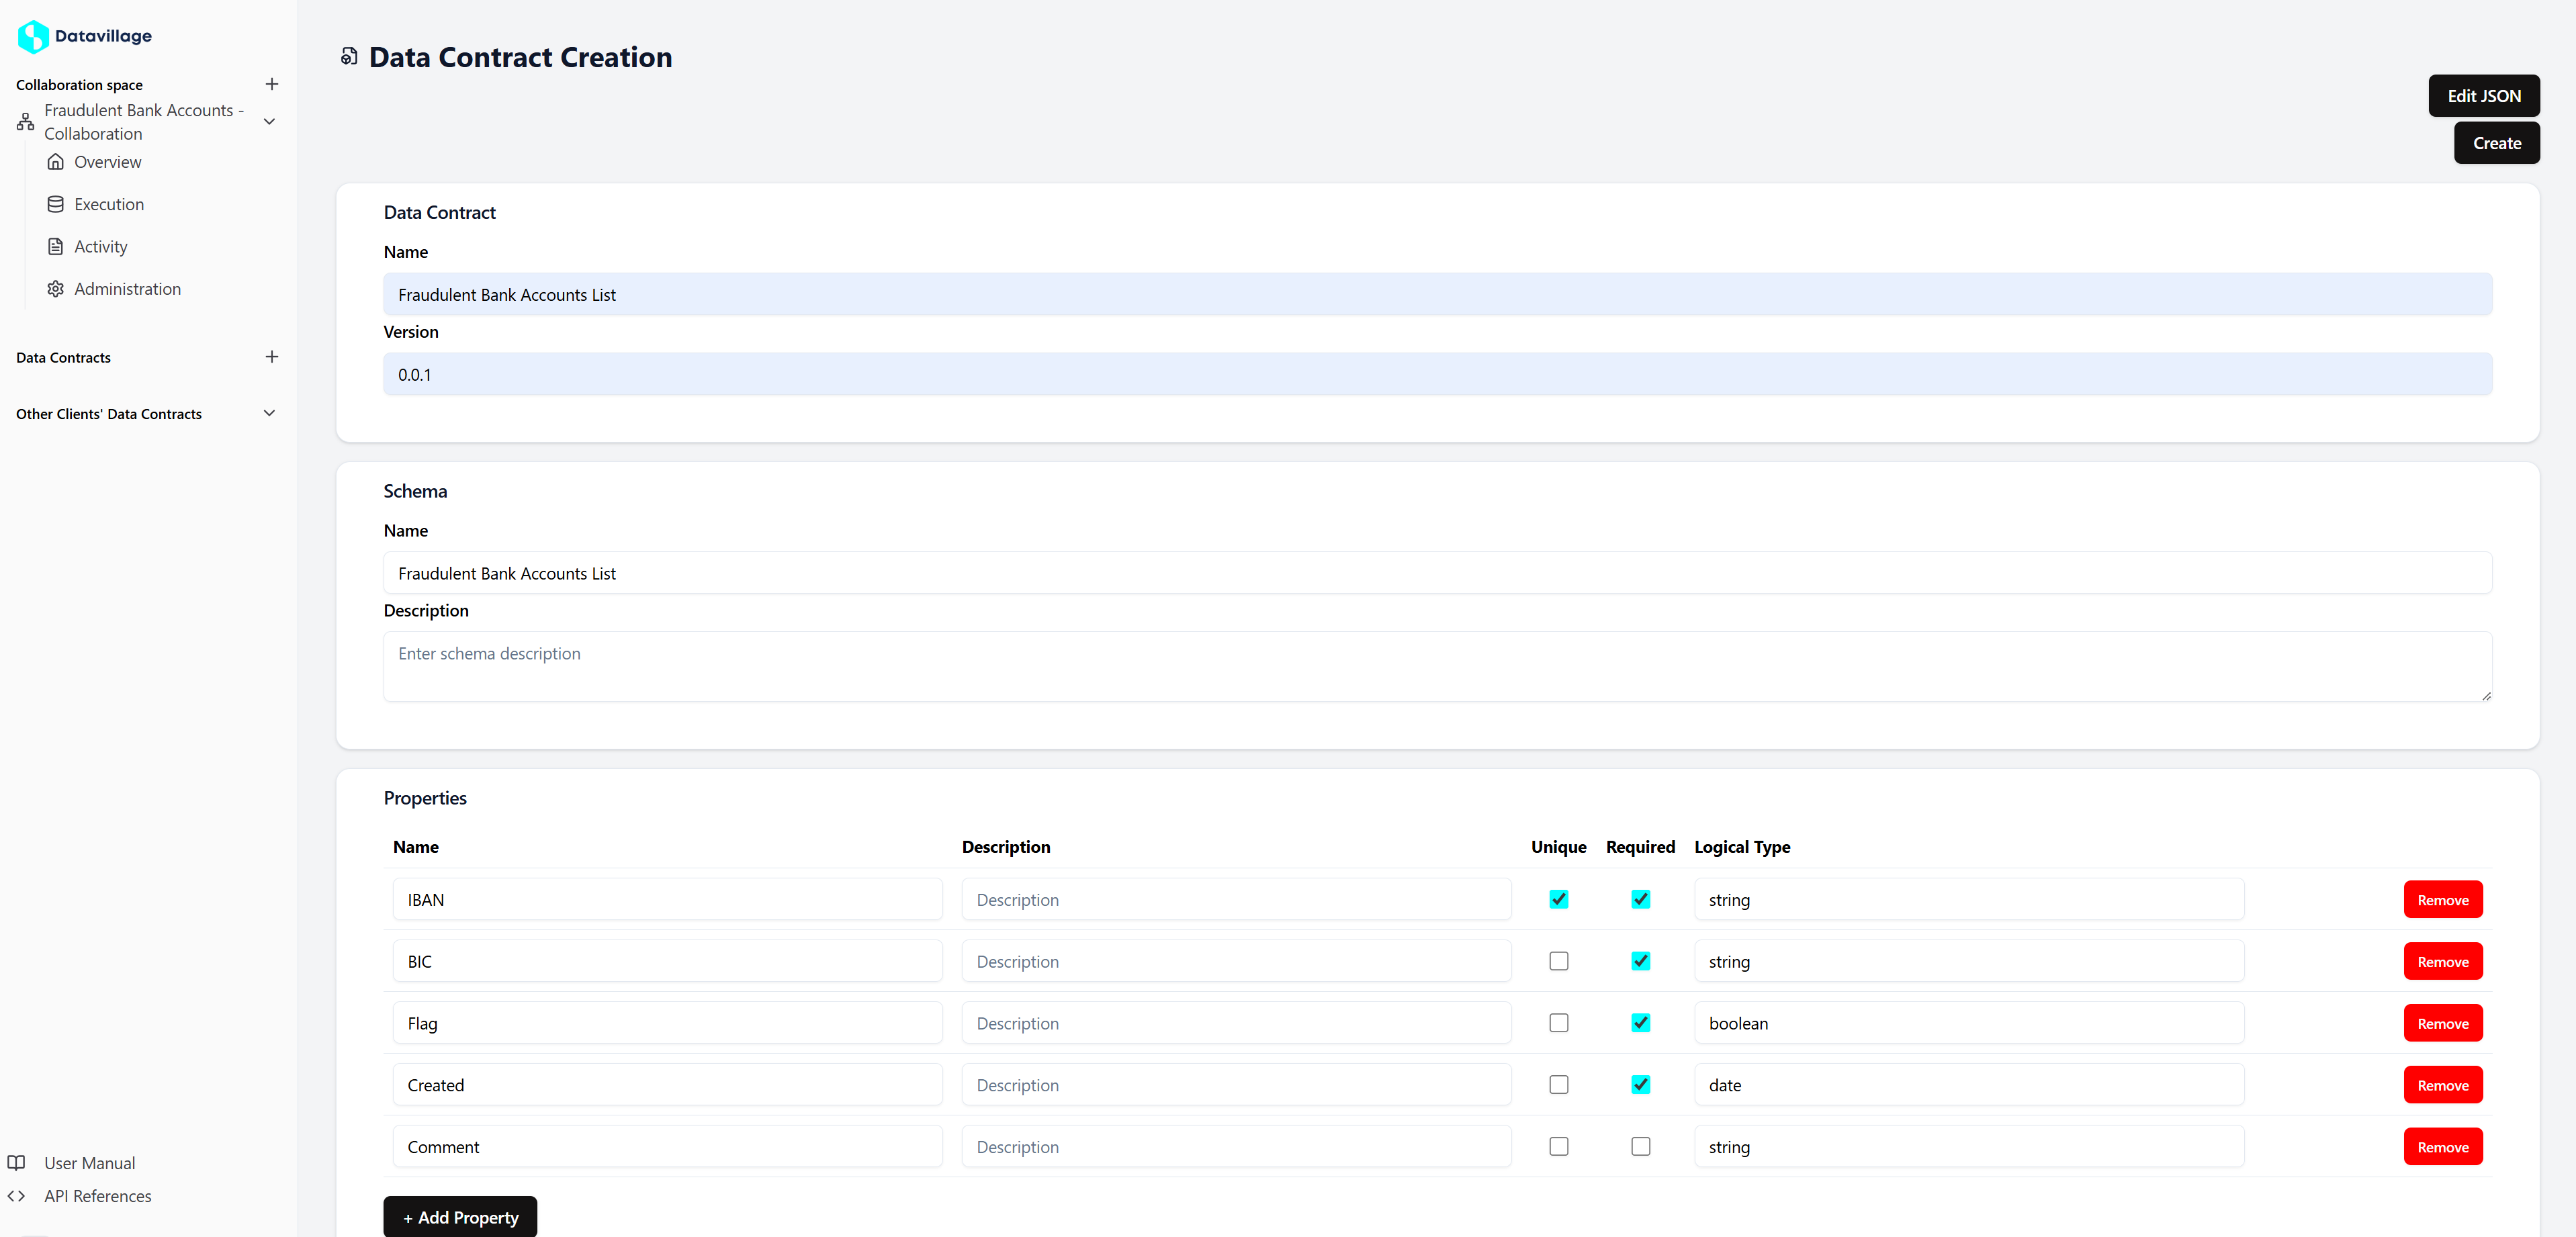 Datavillage
Collaboration space
Fraudulent Bank Accounts -
Collaboration
Overview
Execution
Activity
Administration
Data Contracts
Other Clients' Data Contracts
User Manual
API References
Data Contract Creation
Edit JSON
Create
Data Contract
Name
Fraudulent Bank Accounts List
Version
0.0.1
Schema
Name
Fraudulent Bank Accounts List
Description
Enter schema description
Properties
Name Description Unique Required Logical Type
IBAN Description string Remove
BIC Description string Remove
Flag Description boolean Remove
Created Description date Remove
Comment Description string Remove
+ Add Property